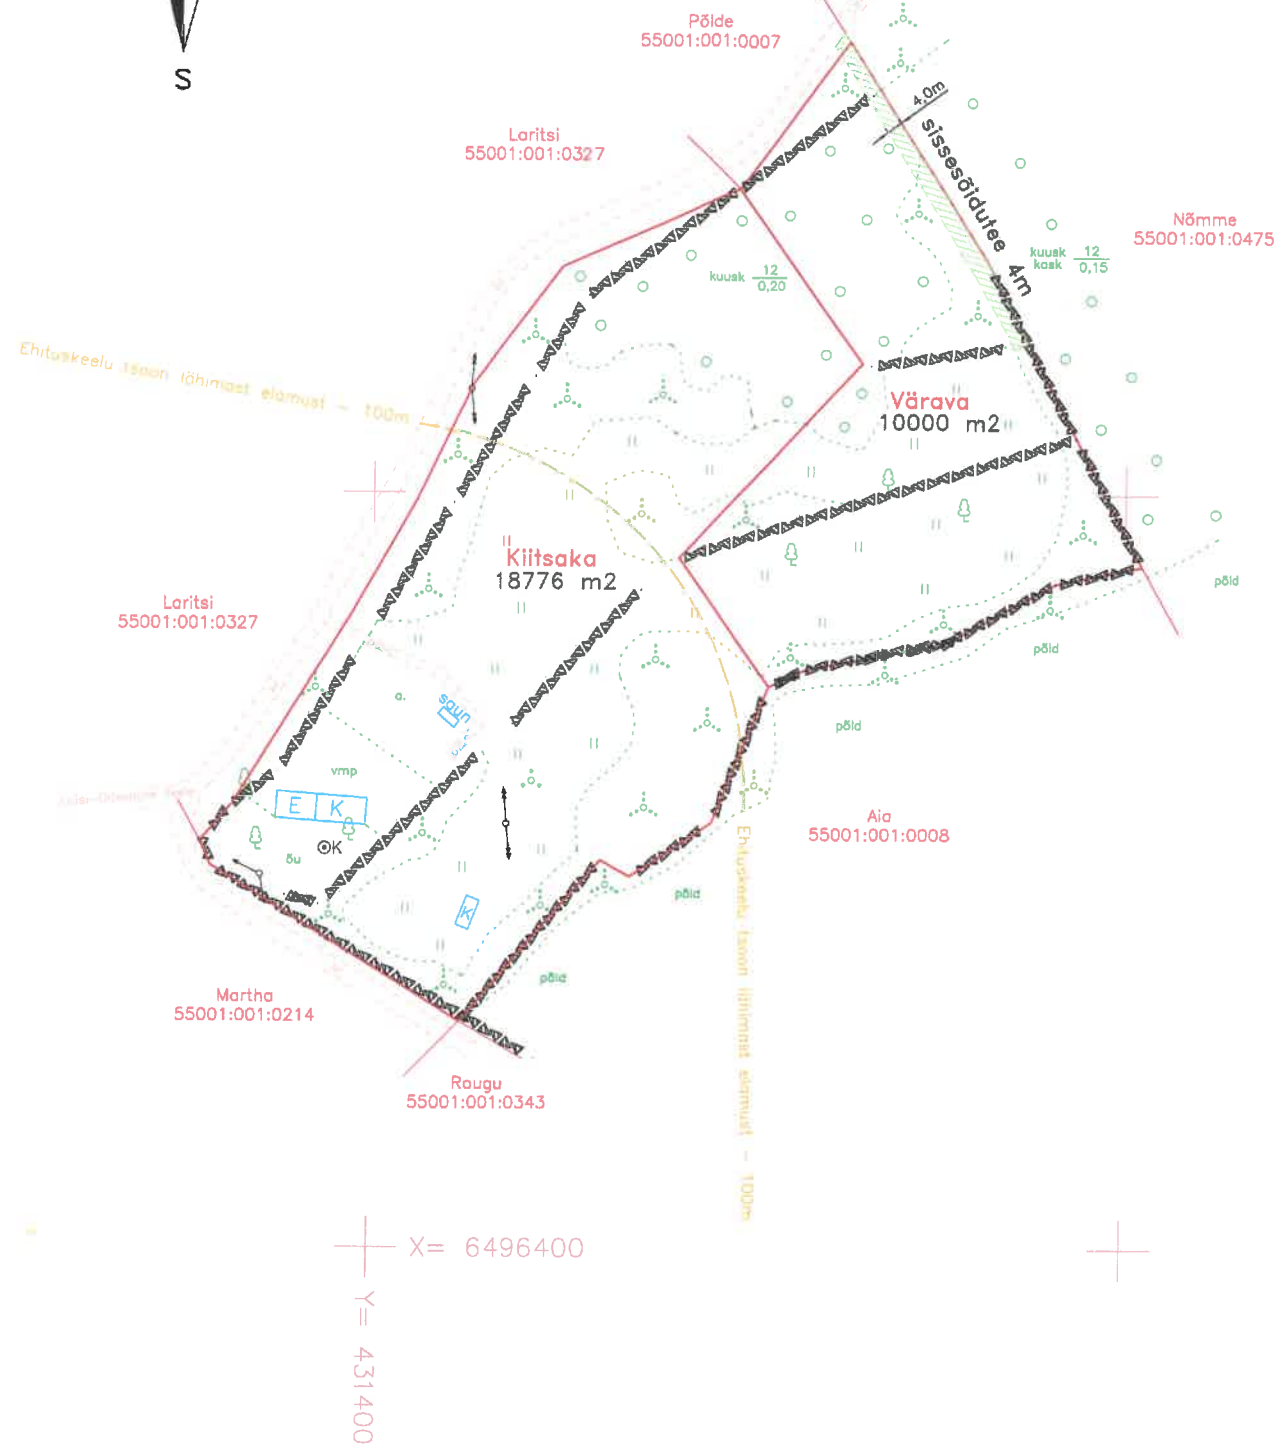 S
Põlde
55001:001:0007
Laritsi
55001:001:0327
4,0m
sissesõidutee 4m
Nõmme
55001:001:0475
kuusk 12
0,20
kuusk 12
kask 0,15
Ehituskeelu tsoon lähimast elamust - 100m
Värava
10000 m2
Kiitsaka
18776 m2
Laritsi
55001:001:0327
põld
põld
põld
a.
saun
vmp
E K
K
õu
K
põld
põld
Aia
55001:001:0008
Ehituskeelu tsoon lähimast elamust - 100m
Martha
55001:001:0214
Raugu
55001:001:0343
X= 6496400
Y= 431400